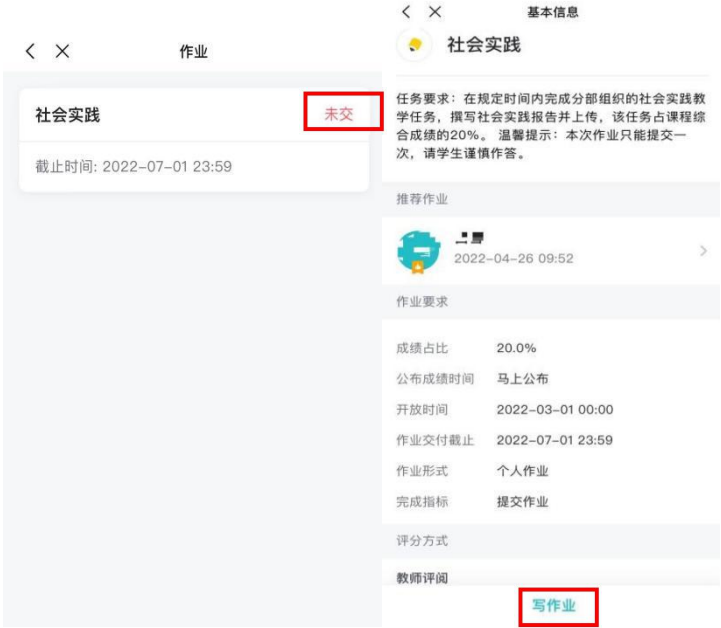 作业
社会实践
未交
截止时间: 2022-07-01 23:59
基本信息
社会实践
任务要求：在规定时间内完成分部组织的社会实践教
学任务，撰写社会实践报告并上传，该任务占课程综
合成绩的20%。 温馨提示：本次作业只能提交一
次，请学生谨慎作答。
推荐作业
2022-04-26 09:52
作业要求
成绩占比 20.0%
公布成绩时间 马上公布
开放时间 2022-03-01 00:00
作业交付截止 2022-07-01 23:59
作业形式 个人作业
完成指标 提交作业
评分方式
教师评阅
写作业